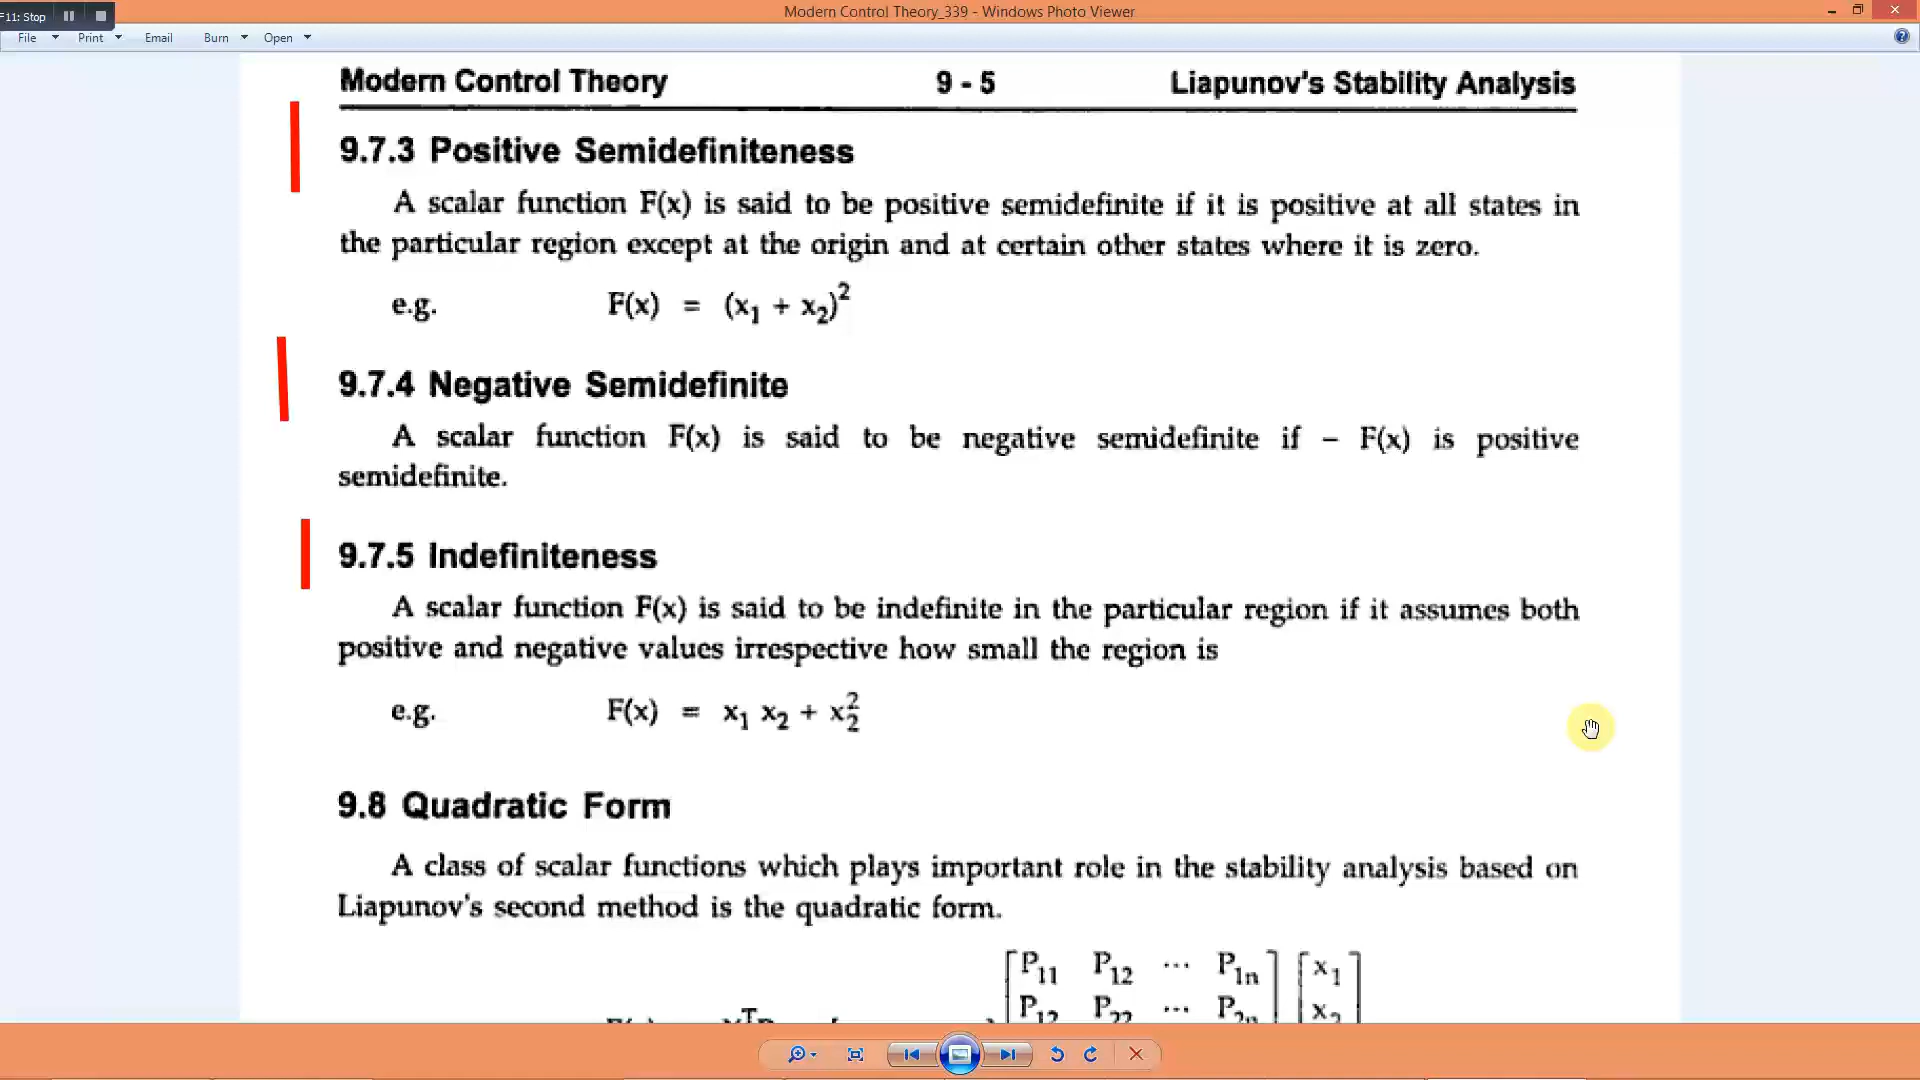 F11: Stop
Modern Control Theory_339 - Windows Photo Viewer
File Print Email Burn Open
Modern Control Theory 9 - 5 Liapunov's Stability Analysis
9.7.3 Positive Semidefiniteness
A scalar function F(x) is said to be positive semidefinite if it is positive at all states in
the particular region except at the origin and at certain other states where it is zero.
e.g. F(x) = (x₁ + x₂)²
9.7.4 Negative Semidefinite
A scalar function F(x) is said to be negative semidefinite if – F(x) is positive
semidefinite.
9.7.5 Indefiniteness
A scalar function F(x) is said to be indefinite in the particular region if it assumes both
positive and negative values irrespective how small the region is
e.g. F(x) = x₁ x₂ + x₂²
9.8 Quadratic Form
A class of scalar functions which plays important role in the stability analysis based on
Liapunov's second method is the quadratic form.
P₁₁ P₁₂ ⋯ P₁ₙ x₁
P₁₂ P₂₂ ⋯ P₂ₙ x₂